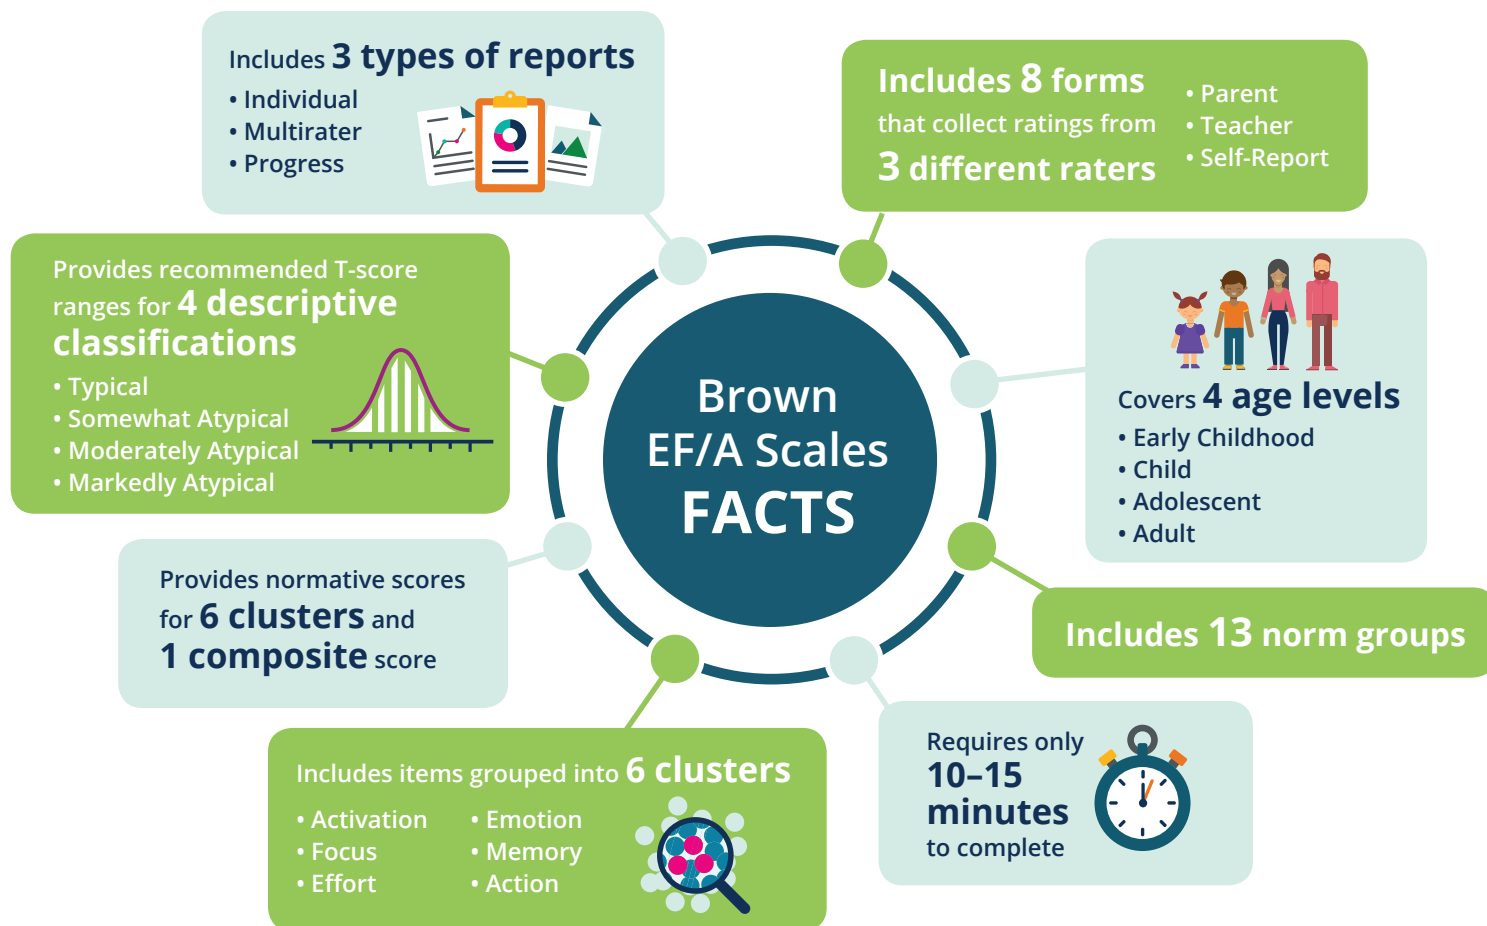 Includes 3 types of reports
• Individual
• Multirater
• Progress
Includes 8 forms
that collect ratings from
3 different raters
• Parent
• Teacher
• Self-Report
Provides recommended T-score
ranges for 4 descriptive
classifications
• Typical
• Somewhat Atypical
• Moderately Atypical
• Markedly Atypical
Brown
EF/A Scales
FACTS
Covers 4 age levels
• Early Childhood
• Child
• Adolescent
• Adult
Provides normative scores
for 6 clusters and
1 composite score
Includes 13 norm groups
Includes items grouped into 6 clusters
• Activation
• Focus
• Effort
• Emotion
• Memory
• Action
Requires only
10–15
minutes
to complete